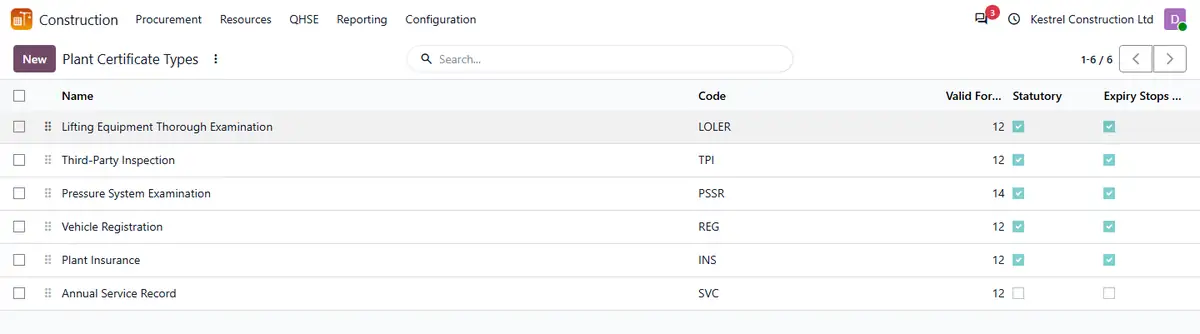 Construction Procurement Resources QHSE Reporting Configuration 3 Kestrel Construction Ltd D
New Plant Certificate Types Search... 1-6 / 6
Name Code Valid For... Statutory Expiry Stops ...
Lifting Equipment Thorough Examination LOLER 12
Third-Party Inspection TPI 12
Pressure System Examination PSSR 14
Vehicle Registration REG 12
Plant Insurance INS 12
Annual Service Record SVC 12